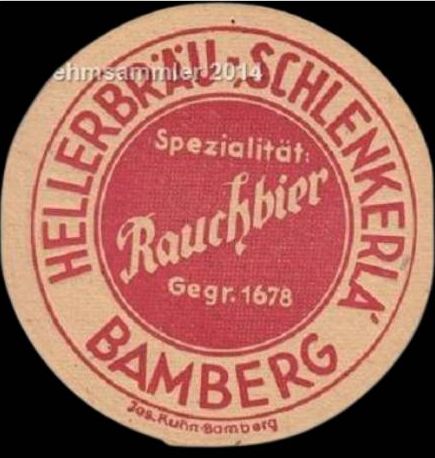 ehmsammler 2014
HELLERBRÄU-„SCHLENKERLA“
Spezialität:
Rauchbier
Gegr. 1678
BAMBERG
Jos. Kuhn-Bamberg